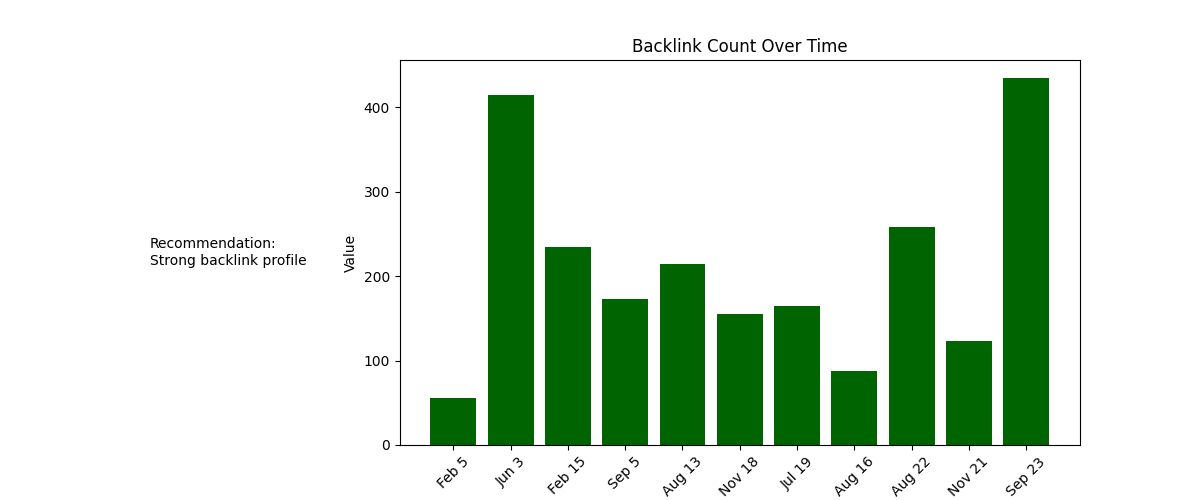 Backlink Count Over Time
Recommendation:
Strong backlink profile
Value
400
300
200
100
0
Feb 5
Jun 3
Feb 15
Sep 5
Aug 13
Nov 18
Jul 19
Aug 16
Aug 22
Nov 21
Sep 23